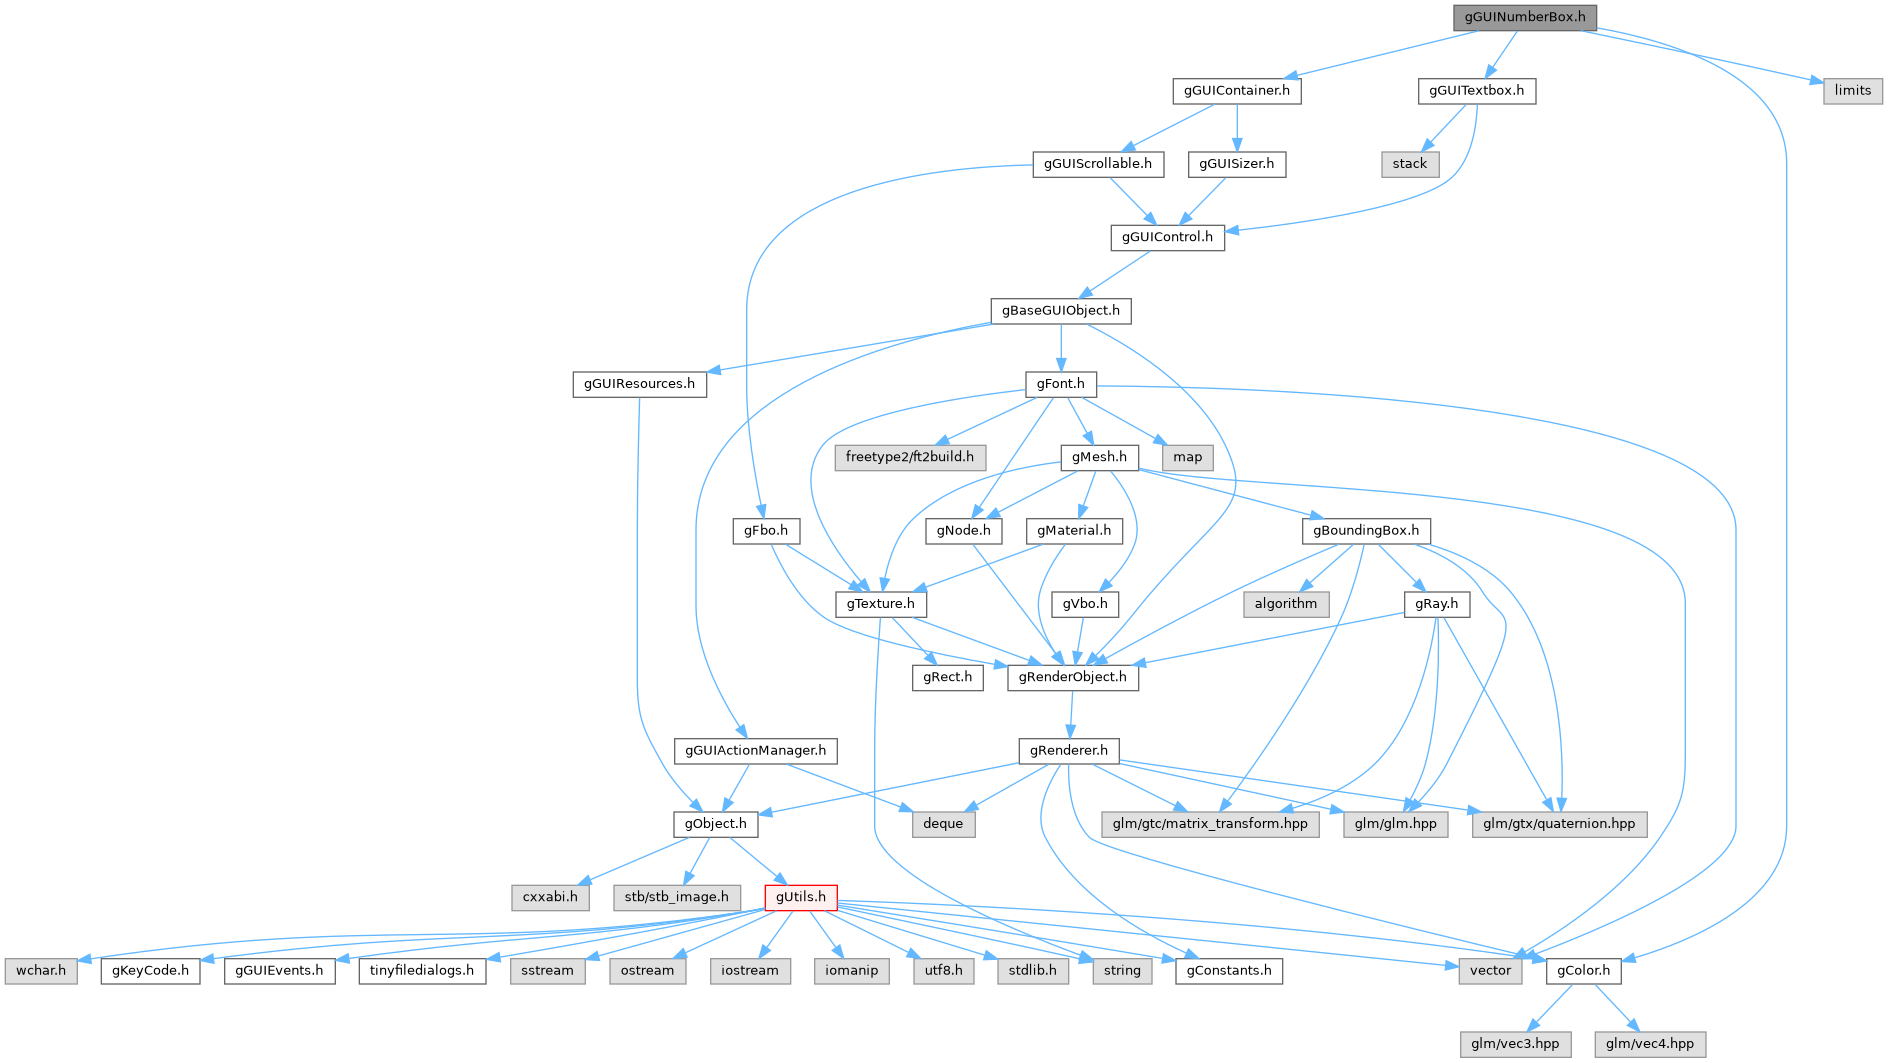 gGUINumberBox.h
gGUIContainer.h
gGUITextbox.h
limits
gGUIScrollable.h
gGUISizer.h
stack
gGUIControl.h
gBaseGUIObject.h
gGUIResources.h
gFont.h
freetype2/ft2build.h
gMesh.h
map
gFbo.h
gNode.h
gMaterial.h
gBoundingBox.h
gTexture.h
gVbo.h
algorithm
gRay.h
gRect.h
gRenderObject.h
gGUIActionManager.h
gRenderer.h
gObject.h
deque
glm/gtc/matrix_transform.hpp
glm/glm.hpp
glm/gtx/quaternion.hpp
cxxabi.h
stb/stb_image.h
gUtils.h
wchar.h
gKeyCode.h
gGUIEvents.h
tinyfiledialogs.h
sstream
ostream
iostream
iomanip
utf8.h
stdlib.h
string
gConstants.h
vector
gColor.h
glm/vec3.hpp
glm/vec4.hpp